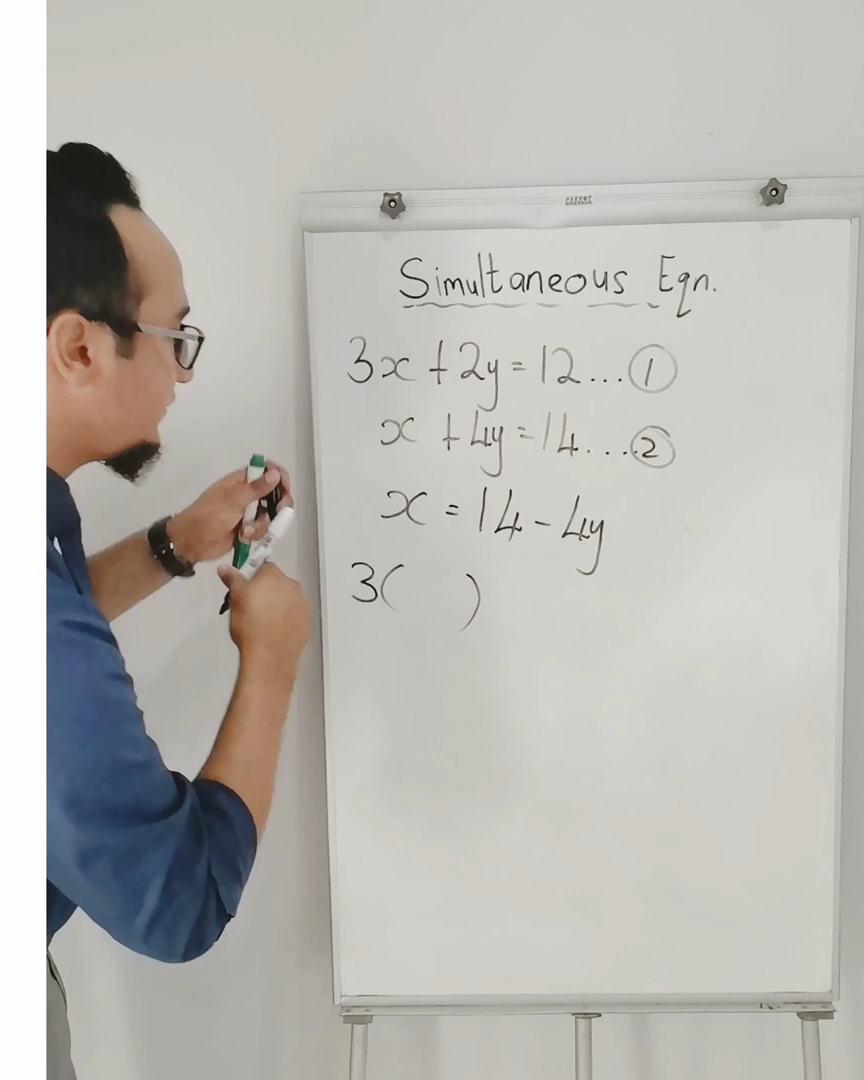 Simultaneous Eqn.
3x + 2y = 12 ... ①
x + 4y = 14 ... ②
x = 14 - 4y
3( )